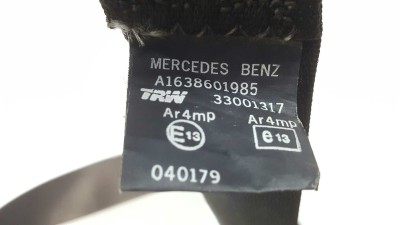 MERCEDES BENZ
A1638601985
TRW 33001317
Ar4mp Ar4mp
E13 e13
040179